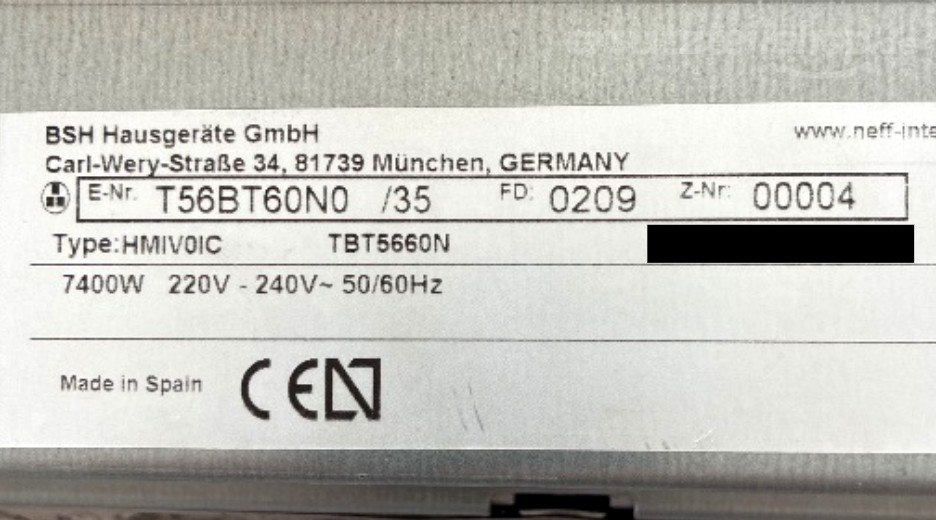 BSH Hausgeräte GmbH www.neff-inte
Carl-Wery-Straße 34, 81739 München, GERMANY
E-Nr. T56BT60N0 /35 FD: 0209 Z-Nr: 00004
Type:HMIV0IC TBT5660N
7400W 220V - 240V~ 50/60Hz
Made in Spain CE